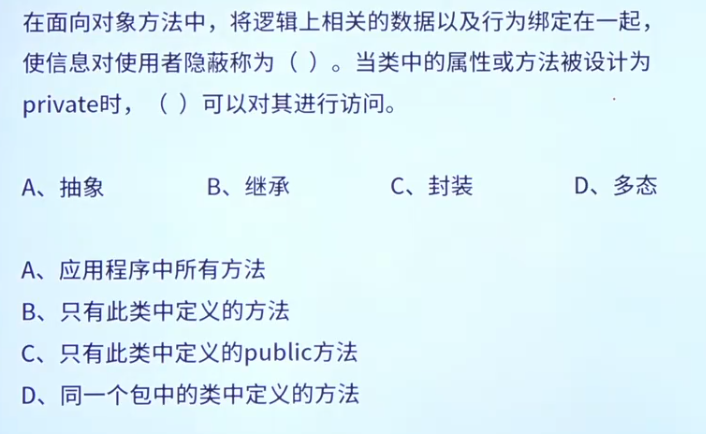 在面向对象方法中，将逻辑上相关的数据以及行为绑定在一起，
使信息对使用者隐蔽称为（ ）。当类中的属性或方法被设计为
private时，（ ）可以对其进行访问。
A、抽象 B、继承 C、封装 D、多态
A、应用程序中所有方法
B、只有此类中定义的方法
C、只有此类中定义的public方法
D、同一个包中的类中定义的方法